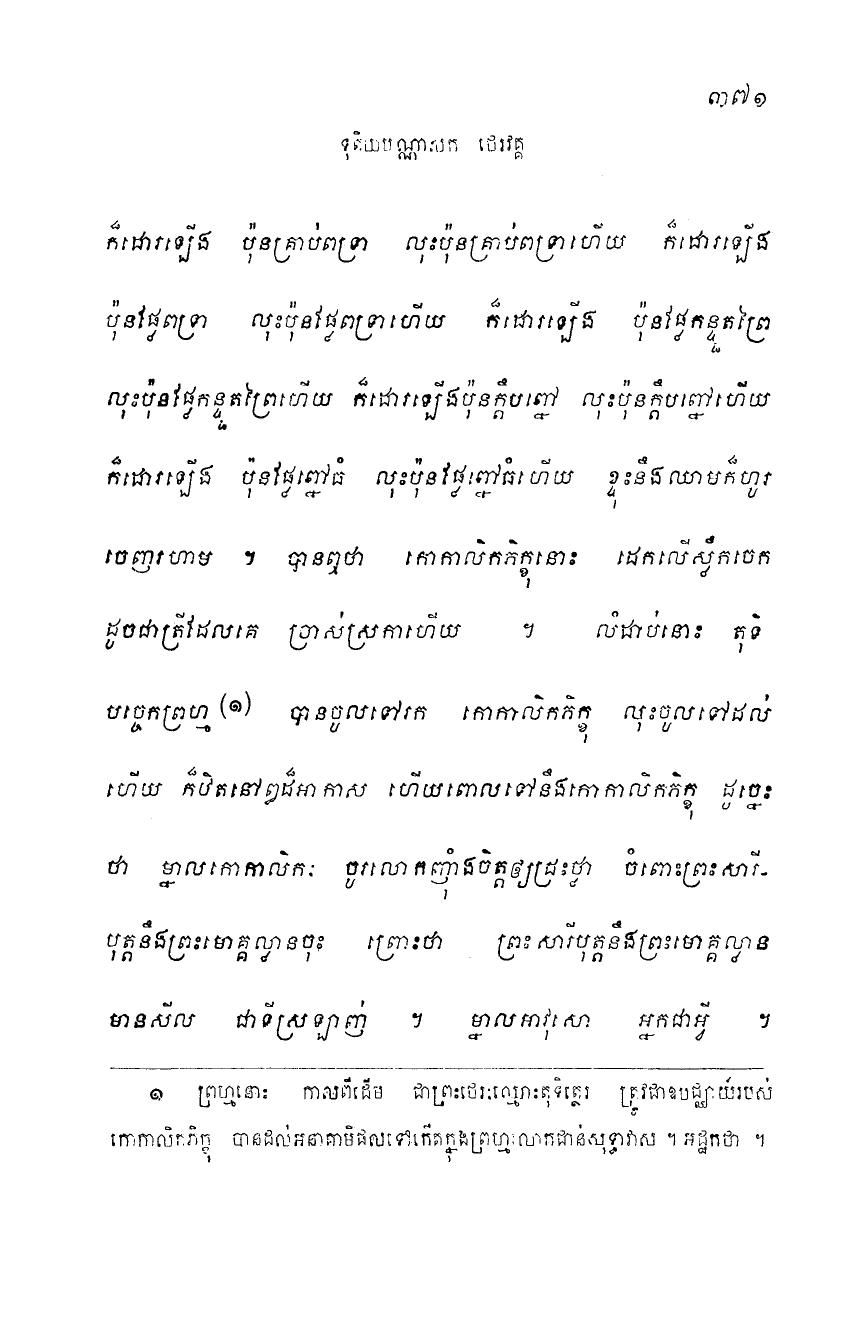 ៣៧១
ទុតិយបណ្ណាសក ថេរវគ្គ
ក៏ដោរឡើង ប៉ុនគ្រាប់ពទ្រា លុះប៉ុនគ្រាប់ពទ្រាហើយ ក៏ដោរឡើង
ប៉ុនផ្លែពទ្រា លុះប៉ុនផ្លែពទ្រាហើយ ក៏ដោរឡើង ប៉ុនផ្លែកន្ទួតព្រៃ
លុះប៉ុនផ្លែកន្ទួតព្រៃហើយ ក៏ដោរឡើងប៉ុនក្តឹបព្នៅ លុះប៉ុនក្តឹបព្នៅហើយ
ក៏ដោរឡើង ប៉ុនផ្លែព្នៅធំ លុះប៉ុនផ្លែព្នៅធំហើយ ខ្ទុះនឹងឈាមក៏ហូរ
ចេញរហាម ។ បានឮថា កោកាលិកភិក្ខុនោះ ដេកលើស្លឹកចេក
ដូចជាត្រីដែលគេ ប្រាស់ស្រកាហើយ ។ លំដាប់នោះ តុទិ
បច្ចេកព្រហ្ម (១) បានចូលទៅរក កោកាលិកភិក្ខុ លុះចូលទៅដល់
ហើយ ក៏ឋិតនៅឰដ៏អាកាស ហើយពោលទៅនឹងកោកាលិកភិក្ខុ ដូច្នេះ
ថា ម្នាលកោកាលិកៈ ចូរលោកញ៉ាំងចិត្តឲ្យជ្រះថ្លា ចំពោះព្រះសារី-
បុត្តនឹងព្រះមោគ្គល្លានចុះ ព្រោះថា ព្រះសារីបុត្តនឹងព្រះមោគ្គល្លាន
មានសីល ជាទីស្រឡាញ់ ។ ម្នាលអាវុសោ អ្នកជាអ្វី ។
១ ព្រហ្មនោះ កាលពីដើម ជាព្រះថេរៈឈ្មោះតុទិត្ថេរ ត្រូវជាឧបជ្ឈាយ៍របស់
កោកាលិកភិក្ខុ បានដល់អនាគាមិផលទៅកើតក្នុងព្រហ្មលោកជាន់សុទ្ធាវាស ។ អដ្ឋកថា ។